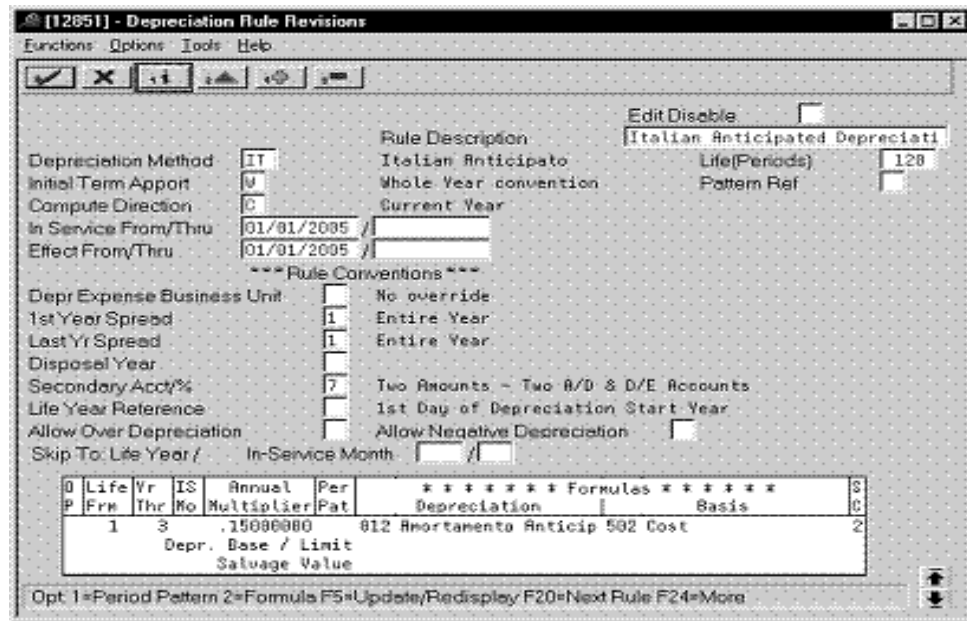 [12851] - Depreciation Rule Revisions
Functions Options Tools Help
Edit Disable
Rule Description Italian Anticipated Depreciati
Depreciation Method IT Italian Anticipato Life(Periods) 120
Initial Term Apport W Whole Year convention Pattern Ref
Compute Direction C Current Year
In Service From/Thru 01/01/2005 /
Effect From/Thru 01/01/2005 /
*** Rule Conventions ***
Depr Expense Business Unit No override
1st Year Spread 1 Entire Year
Last Yr Spread 1 Entire Year
Disposal Year
Secondary Acct/% 7 Two Amounts - Two A/D & D/E Accounts
Life Year Reference 1st Day of Depreciation Start Year
Allow Over Depreciation Allow Negative Depreciation
Skip To: Life Year / In-Service Month /
O Life Yr IS Annual Per * * * * * * * Formulas * * * * * * S
P Frm Thr Mo Multiplier Pat Depreciation | Basis C
1 3 .15000000 012 Amortamento Anticip 502 Cost 2
Depr. Base / Limit
Salvage Value
Opt: 1=Period Pattern 2=Formula F5=Update/Redisplay F20=Next Rule F24=More